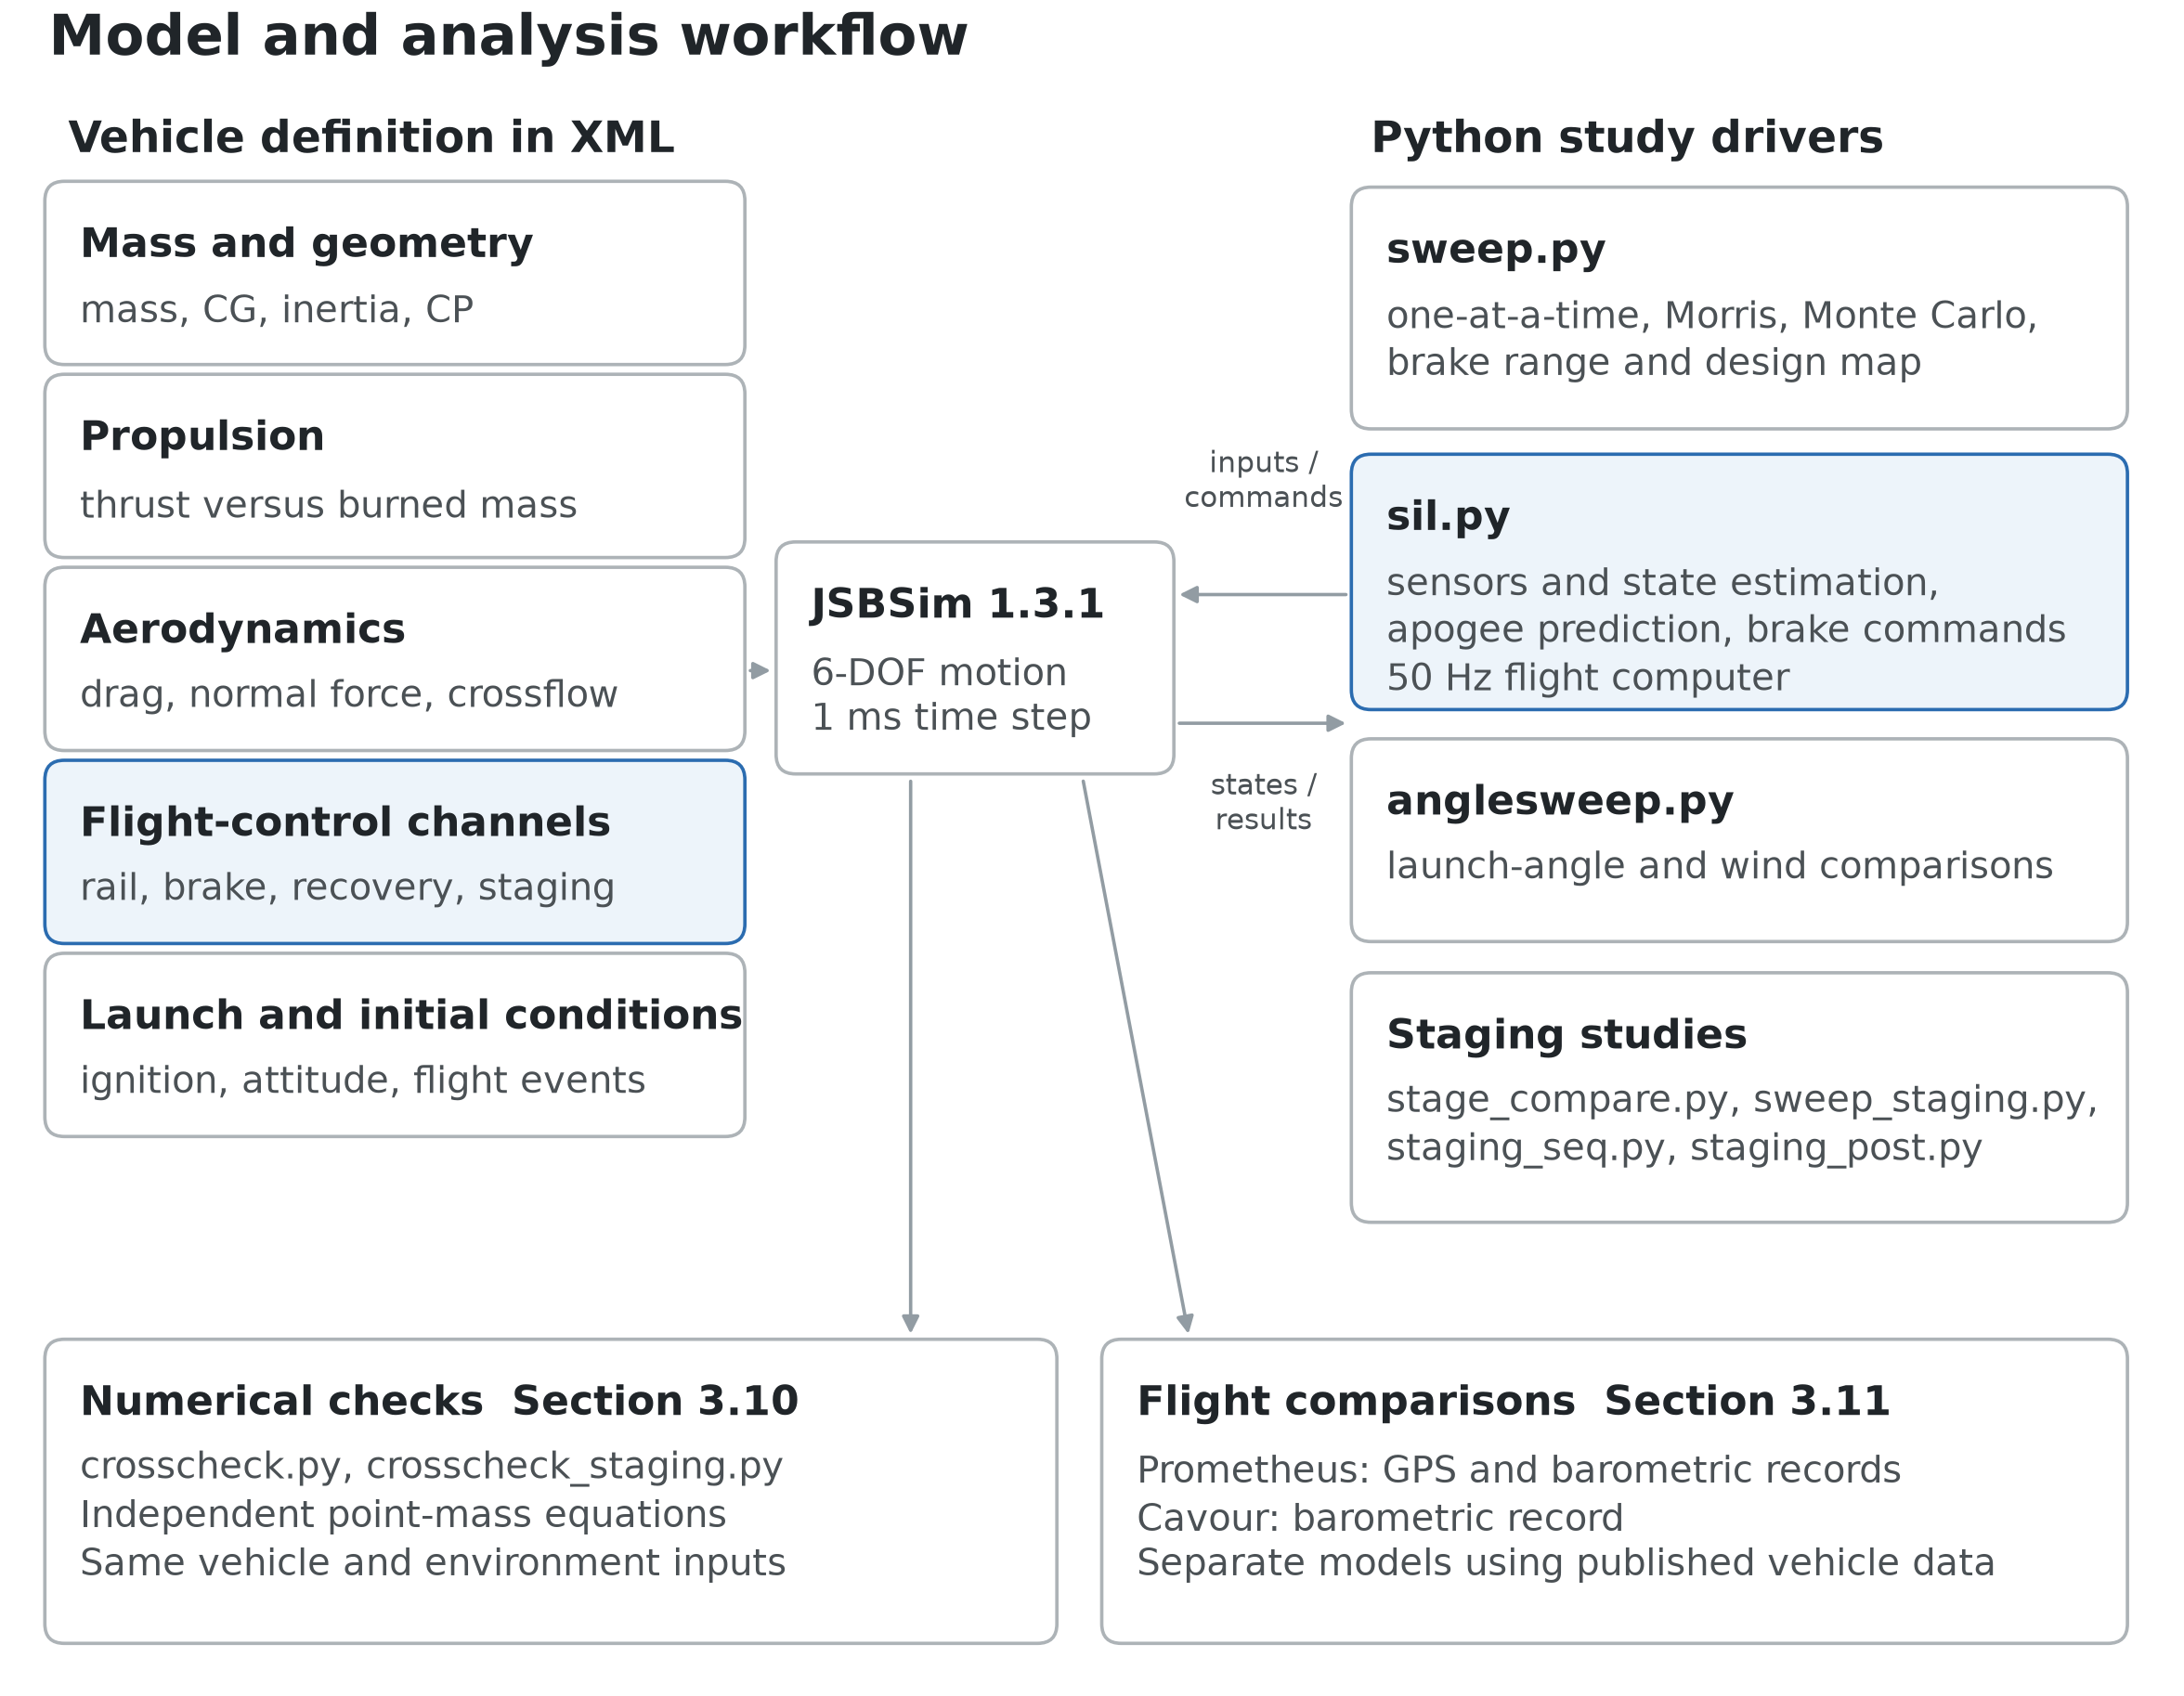 Model and analysis workflow
Vehicle definition in XML
Mass and geometry
mass, CG, inertia, CP
Propulsion
thrust versus burned mass
Aerodynamics
drag, normal force, crossflow
Flight-control channels
rail, brake, recovery, staging
Launch and initial conditions
ignition, attitude, flight events
JSBSim 1.3.1
6-DOF motion
1 ms time step
inputs /
commands
states /
results
Python study drivers
sweep.py
one-at-a-time, Morris, Monte Carlo,
brake range and design map
sil.py
sensors and state estimation,
apogee prediction, brake commands
50 Hz flight computer
anglesweep.py
launch-angle and wind comparisons
Staging studies
stage_compare.py, sweep_staging.py,
staging_seq.py, staging_post.py
Numerical checks  Section 3.10
crosscheck.py, crosscheck_staging.py
Independent point-mass equations
Same vehicle and environment inputs
Flight comparisons  Section 3.11
Prometheus: GPS and barometric records
Cavour: barometric record
Separate models using published vehicle data